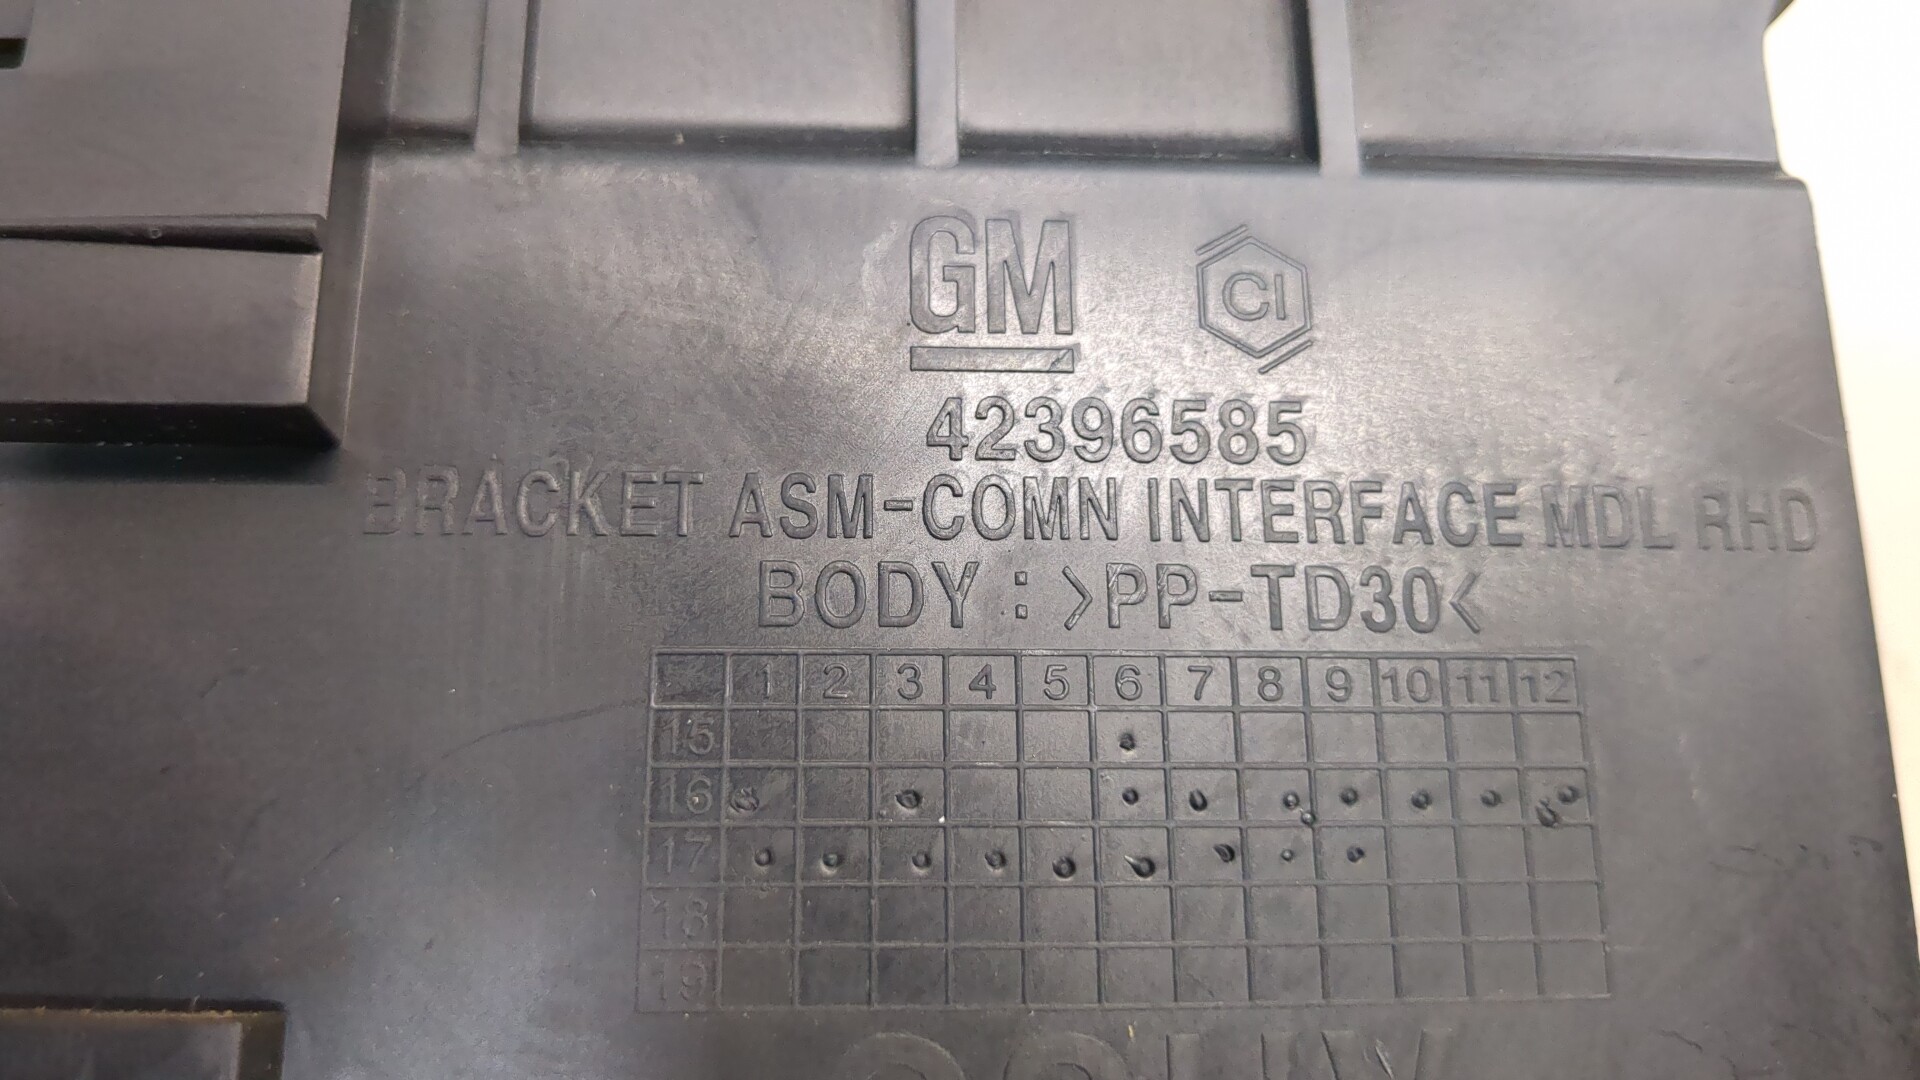 GM
CI
42396585
BRACKET ASM-COMN INTERFACE MDL RHD
BODY : >PP-TD30<
1 2 3 4 5 6 7 8 9 10 11 12
15
16
17
18
19